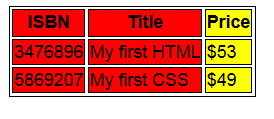 ISBN Title Price
3476896 My first HTML $53
5869207 My first CSS $49